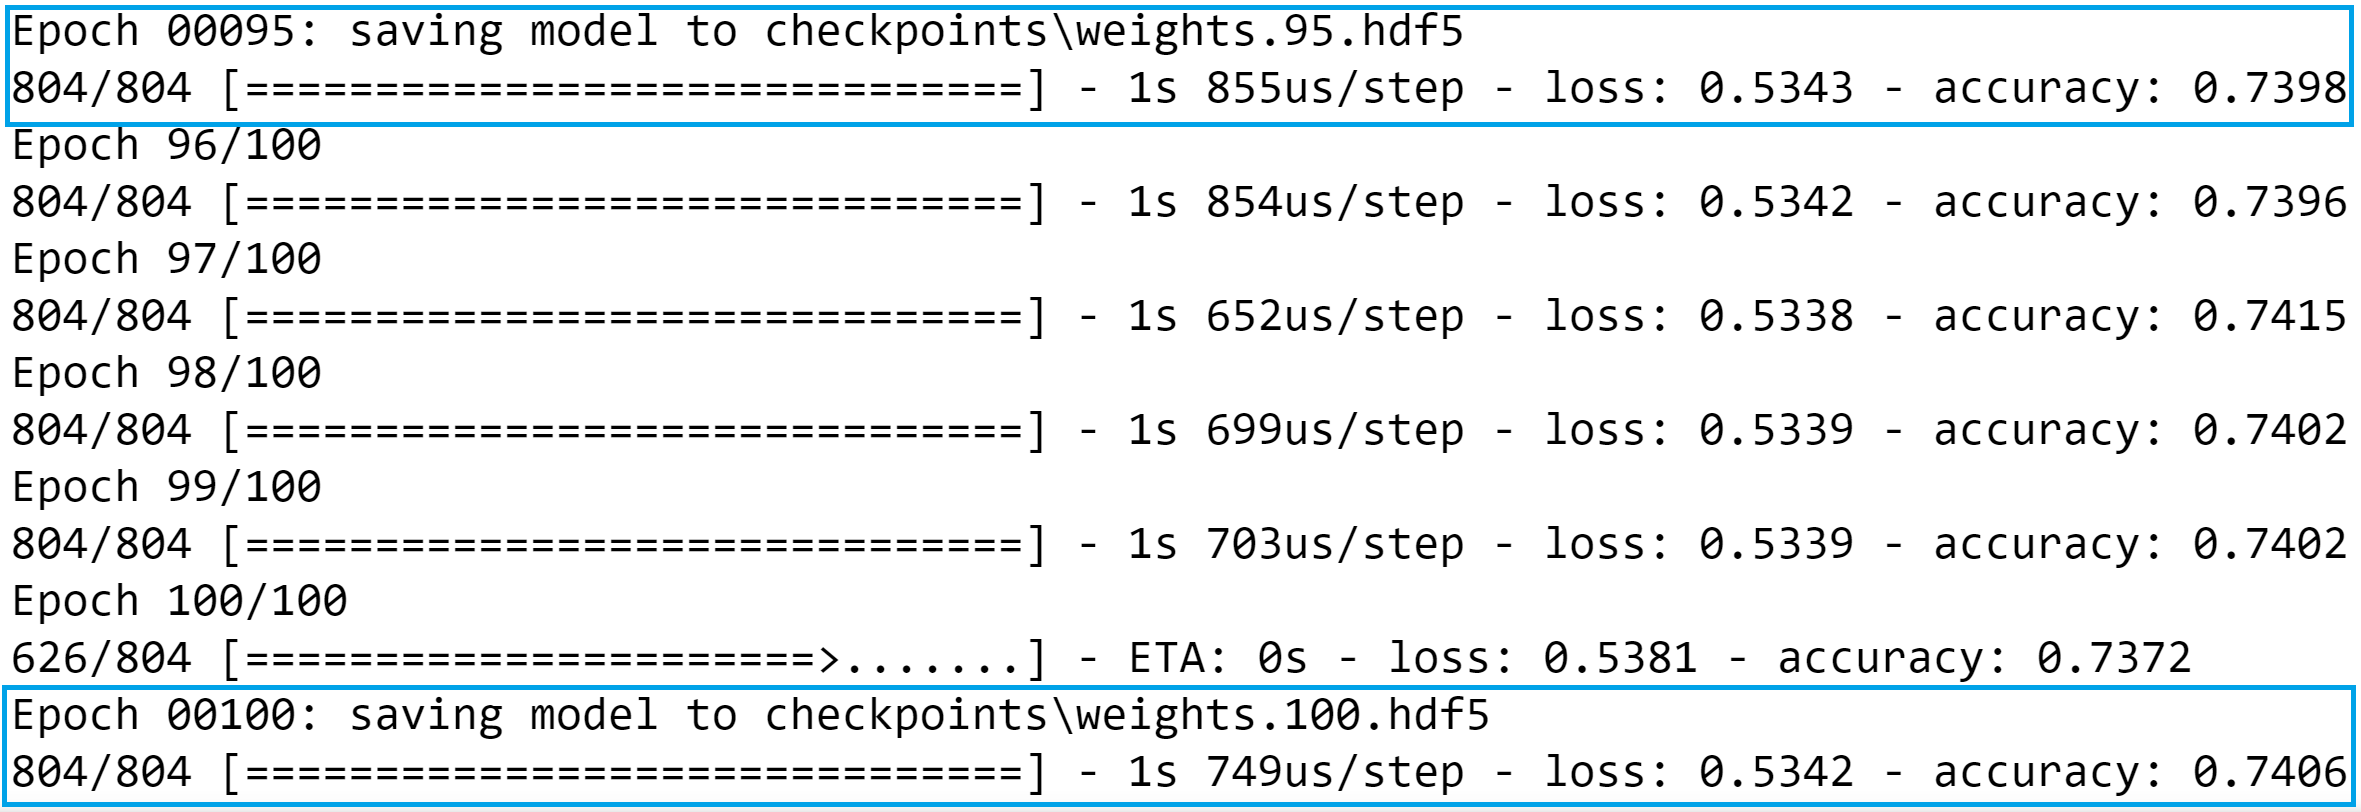 Epoch 00095: saving model to checkpoints\weights.95.hdf5
804/804 [==============================] - 1s 855us/step - loss: 0.5343 - accuracy: 0.7398
Epoch 96/100
804/804 [==============================] - 1s 854us/step - loss: 0.5342 - accuracy: 0.7396
Epoch 97/100
804/804 [==============================] - 1s 652us/step - loss: 0.5338 - accuracy: 0.7415
Epoch 98/100
804/804 [==============================] - 1s 699us/step - loss: 0.5339 - accuracy: 0.7402
Epoch 99/100
804/804 [==============================] - 1s 703us/step - loss: 0.5339 - accuracy: 0.7402
Epoch 100/100
626/804 [======================>.......] - ETA: 0s - loss: 0.5381 - accuracy: 0.7372
Epoch 00100: saving model to checkpoints\weights.100.hdf5
804/804 [==============================] - 1s 749us/step - loss: 0.5342 - accuracy: 0.7406